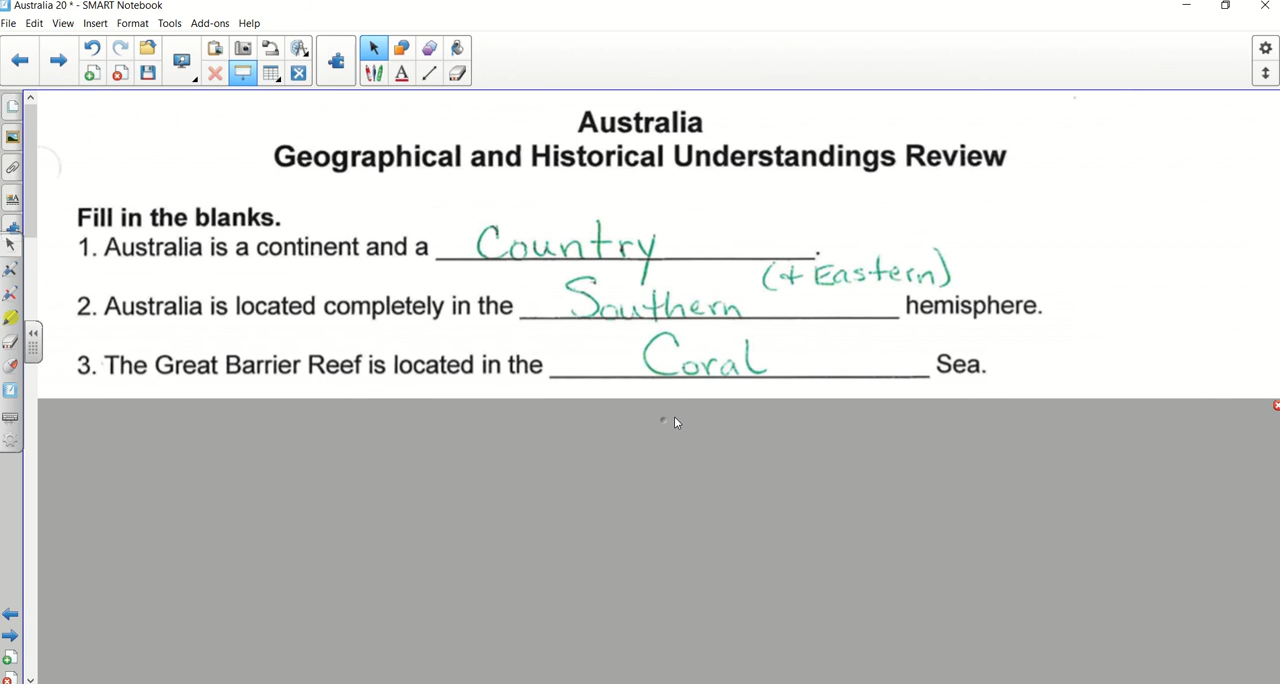 Australia 20 * - SMART Notebook
File Edit View Insert Format Tools Add-ons Help
Australia
Geographical and Historical Understandings Review
Fill in the blanks.
1. Australia is a continent and a Country.
(+ Eastern)
2. Australia is located completely in the Southern hemisphere.
3. The Great Barrier Reef is located in the Coral Sea.